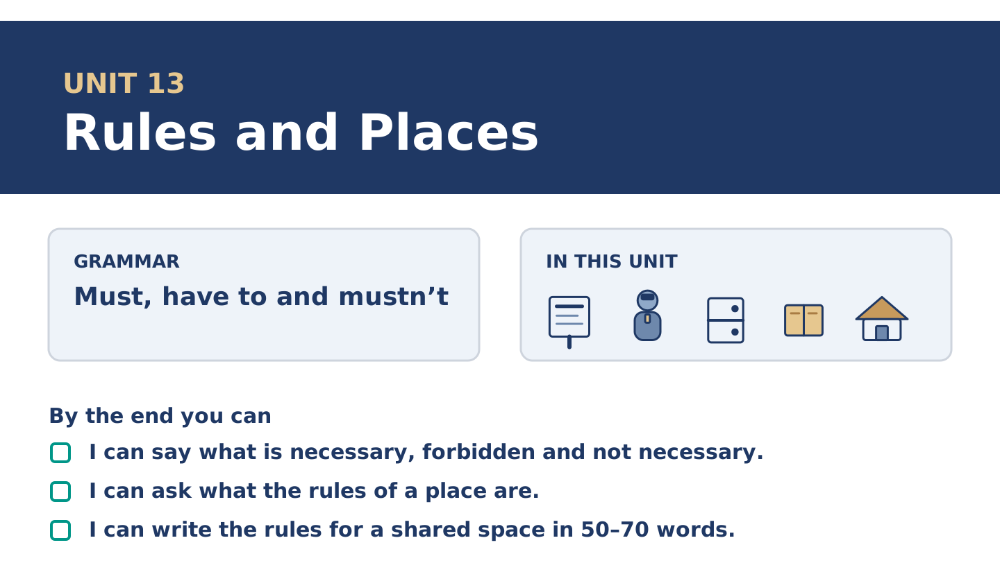 UNIT 13
Rules and Places
GRAMMAR
Must, have to and mustn’t
IN THIS UNIT
By the end you can
I can say what is necessary, forbidden and not necessary.
I can ask what the rules of a place are.
I can write the rules for a shared space in 50–70 words.